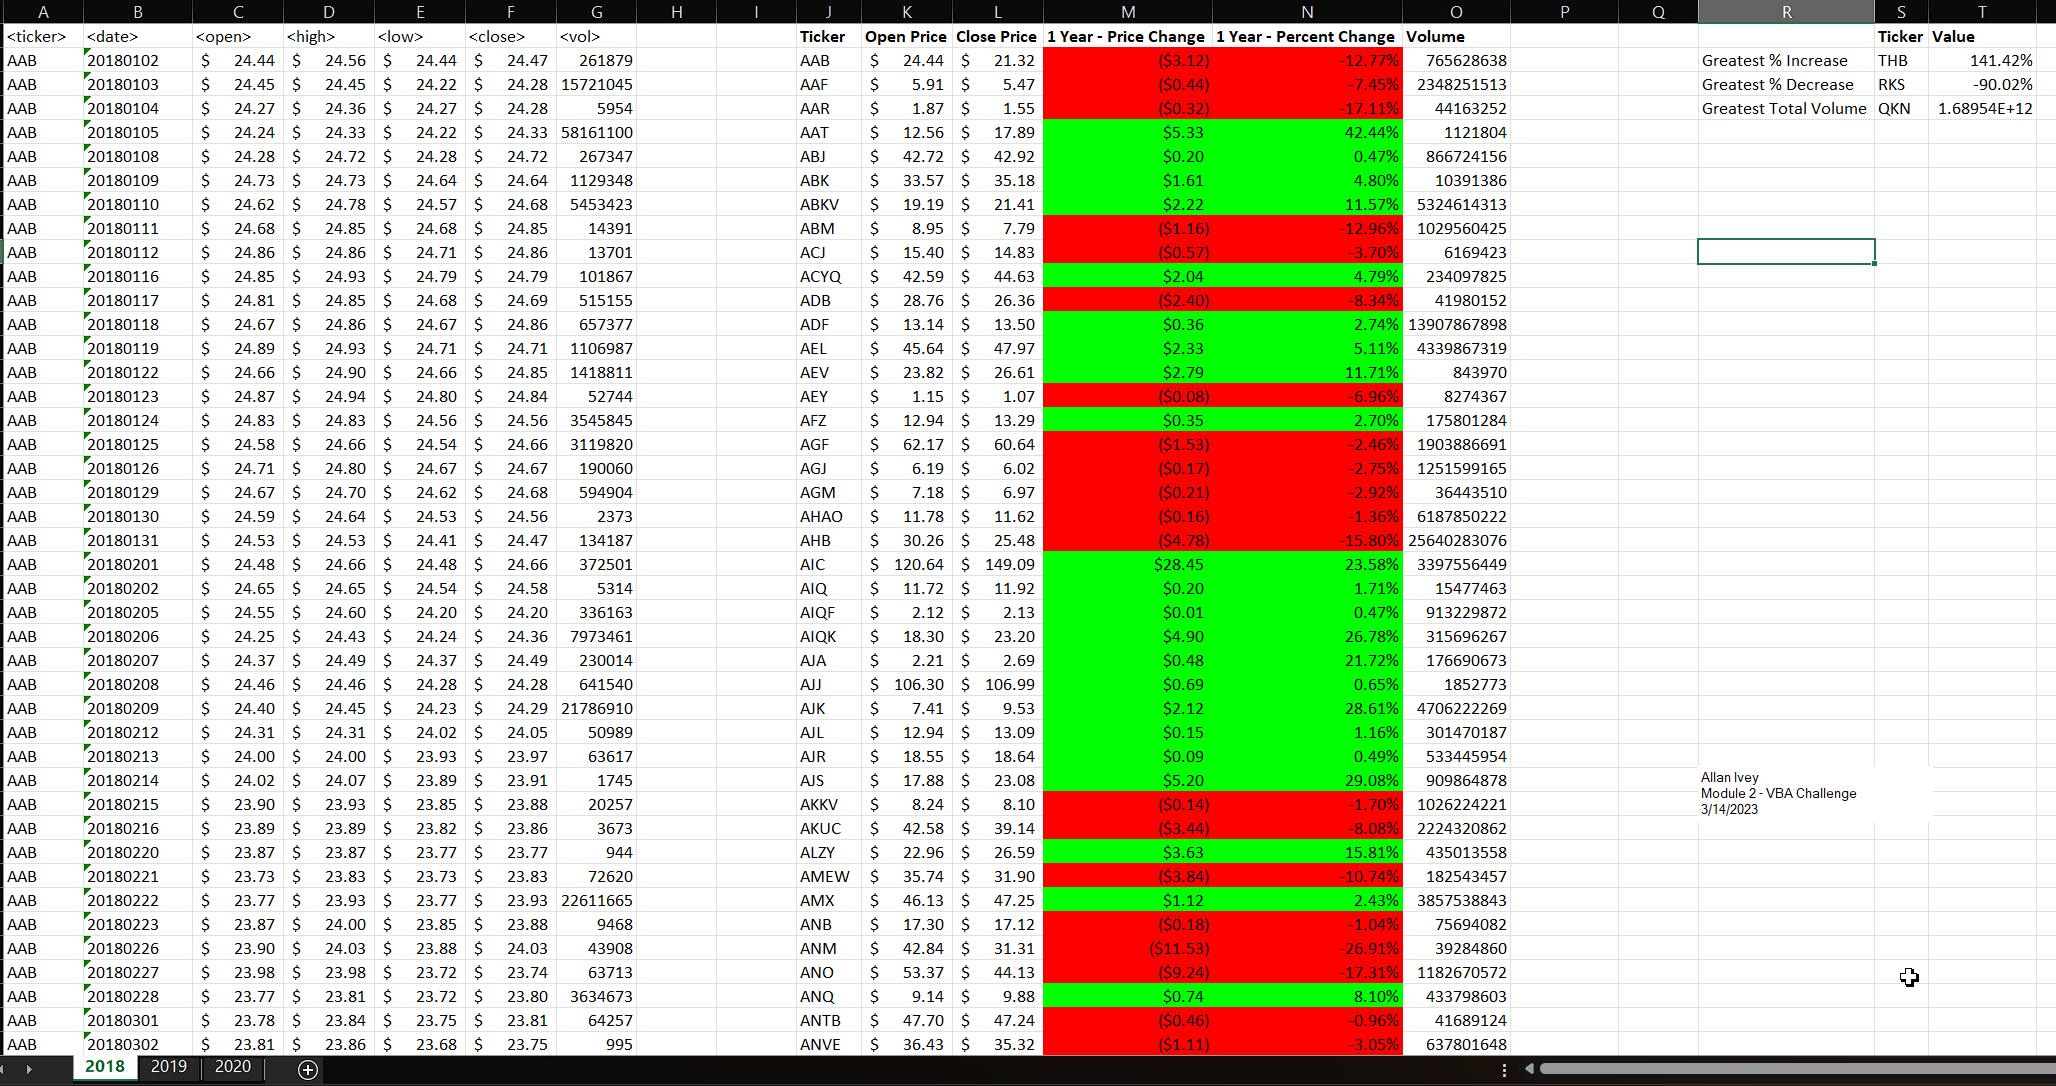 A B C D E F G H I J K L M N O P Q R S T
<ticker> <date> <open> <high> <low> <close> <vol> Ticker Open Price Close Price 1 Year - Price Change 1 Year - Percent Change Volume Ticker Value
AAB 20180102 $ 24.44 $ 24.56 $ 24.44 $ 24.47 261879 AAB $ 24.44 $ 21.32 ($3.12) -12.77% 765628638 Greatest % Increase THB 141.42%
AAB 20180103 $ 24.45 $ 24.45 $ 24.22 $ 24.28 15721045 AAF $ 5.91 $ 5.47 ($0.44) -7.45% 2348251513 Greatest % Decrease RKS -90.02%
AAB 20180104 $ 24.27 $ 24.36 $ 24.27 $ 24.28 5954 AAR $ 1.87 $ 1.55 ($0.32) -17.11% 44163252 Greatest Total Volume QKN 1.68954E+12
AAB 20180105 $ 24.24 $ 24.33 $ 24.22 $ 24.33 58161100 AAT $ 12.56 $ 17.89 $5.33 42.44% 1121804
AAB 20180108 $ 24.28 $ 24.72 $ 24.28 $ 24.72 267347 ABJ $ 42.72 $ 42.92 $0.20 0.47% 866724156
AAB 20180109 $ 24.73 $ 24.73 $ 24.64 $ 24.64 1129348 ABK $ 33.57 $ 35.18 $1.61 4.80% 10391386
AAB 20180110 $ 24.62 $ 24.78 $ 24.57 $ 24.68 5453423 ABKV $ 19.19 $ 21.41 $2.22 11.57% 5324614313
AAB 20180111 $ 24.68 $ 24.85 $ 24.68 $ 24.85 14391 ABM $ 8.95 $ 7.79 ($1.16) -12.96% 1029560425
AAB 20180112 $ 24.86 $ 24.86 $ 24.71 $ 24.86 13701 ACJ $ 15.40 $ 14.83 ($0.57) -3.70% 6169423
AAB 20180116 $ 24.85 $ 24.93 $ 24.79 $ 24.79 101867 ACYQ $ 42.59 $ 44.63 $2.04 4.79% 234097825
AAB 20180117 $ 24.81 $ 24.85 $ 24.68 $ 24.69 515155 ADB $ 28.76 $ 26.36 ($2.40) -8.34% 41980152
AAB 20180118 $ 24.67 $ 24.86 $ 24.67 $ 24.86 657377 ADF $ 13.14 $ 13.50 $0.36 2.74% 13907867898
AAB 20180119 $ 24.89 $ 24.93 $ 24.71 $ 24.71 1106987 AEL $ 45.64 $ 47.97 $2.33 5.11% 4339867319
AAB 20180122 $ 24.66 $ 24.90 $ 24.66 $ 24.85 1418811 AEV $ 23.82 $ 26.61 $2.79 11.71% 843970
AAB 20180123 $ 24.87 $ 24.94 $ 24.80 $ 24.84 52744 AEY $ 1.15 $ 1.07 ($0.08) -6.96% 8274367
AAB 20180124 $ 24.83 $ 24.83 $ 24.56 $ 24.56 3545845 AFZ $ 12.94 $ 13.29 $0.35 2.70% 175801284
AAB 20180125 $ 24.58 $ 24.66 $ 24.54 $ 24.66 3119820 AGF $ 62.17 $ 60.64 ($1.53) -2.46% 1903886691
AAB 20180126 $ 24.71 $ 24.80 $ 24.67 $ 24.67 190060 AGJ $ 6.19 $ 6.02 ($0.17) -2.75% 1251599165
AAB 20180129 $ 24.67 $ 24.70 $ 24.62 $ 24.68 594904 AGM $ 7.18 $ 6.97 ($0.21) -2.92% 36443510
AAB 20180130 $ 24.59 $ 24.64 $ 24.53 $ 24.56 2373 AHAO $ 11.78 $ 11.62 ($0.16) -1.36% 6187850222
AAB 20180131 $ 24.53 $ 24.53 $ 24.41 $ 24.47 134187 AHB $ 30.26 $ 25.48 ($4.78) -15.80% 25640283076
AAB 20180201 $ 24.48 $ 24.66 $ 24.48 $ 24.66 372501 AIC $ 120.64 $ 149.09 $28.45 23.58% 3397556449
AAB 20180202 $ 24.65 $ 24.65 $ 24.54 $ 24.58 5314 AIQ $ 11.72 $ 11.92 $0.20 1.71% 15477463
AAB 20180205 $ 24.55 $ 24.60 $ 24.20 $ 24.20 336163 AIQF $ 2.12 $ 2.13 $0.01 0.47% 913229872
AAB 20180206 $ 24.25 $ 24.43 $ 24.24 $ 24.36 7973461 AIQK $ 18.30 $ 23.20 $4.90 26.78% 315696267
AAB 20180207 $ 24.37 $ 24.49 $ 24.37 $ 24.49 230014 AJA $ 2.21 $ 2.69 $0.48 21.72% 176690673
AAB 20180208 $ 24.46 $ 24.46 $ 24.28 $ 24.28 641540 AJJ $ 106.30 $ 106.99 $0.69 0.65% 1852773
AAB 20180209 $ 24.40 $ 24.45 $ 24.23 $ 24.29 21786910 AJK $ 7.41 $ 9.53 $2.12 28.61% 4706222269
AAB 20180212 $ 24.31 $ 24.31 $ 24.02 $ 24.05 50989 AJL $ 12.94 $ 13.09 $0.15 1.16% 301470187
AAB 20180213 $ 24.00 $ 24.00 $ 23.93 $ 23.97 63617 AJR $ 18.55 $ 18.64 $0.09 0.49% 533445954
AAB 20180214 $ 24.02 $ 24.07 $ 23.89 $ 23.91 1745 AJS $ 17.88 $ 23.08 $5.20 29.08% 909864878
Allan Ivey
Module 2 - VBA Challenge
3/14/2023
AAB 20180215 $ 23.90 $ 23.93 $ 23.85 $ 23.88 20257 AKKV $ 8.24 $ 8.10 ($0.14) -1.70% 1026224221
AAB 20180216 $ 23.89 $ 23.89 $ 23.82 $ 23.86 3673 AKUC $ 42.58 $ 39.14 ($3.44) -8.08% 2224320862
AAB 20180220 $ 23.87 $ 23.87 $ 23.77 $ 23.77 944 ALZY $ 22.96 $ 26.59 $3.63 15.81% 435013558
AAB 20180221 $ 23.73 $ 23.83 $ 23.73 $ 23.83 72620 AMEW $ 35.74 $ 31.90 ($3.84) -10.74% 182543457
AAB 20180222 $ 23.77 $ 23.93 $ 23.77 $ 23.93 22611665 AMX $ 46.13 $ 47.25 $1.12 2.43% 3857538843
AAB 20180223 $ 23.87 $ 24.00 $ 23.85 $ 23.88 9468 ANB $ 17.30 $ 17.12 ($0.18) -1.04% 75694082
AAB 20180226 $ 23.90 $ 24.03 $ 23.88 $ 24.03 43908 ANM $ 42.84 $ 31.31 ($11.53) -26.91% 39284860
AAB 20180227 $ 23.98 $ 23.98 $ 23.72 $ 23.74 63713 ANO $ 53.37 $ 44.13 ($9.24) -17.31% 1182670572
AAB 20180228 $ 23.77 $ 23.81 $ 23.72 $ 23.80 3634673 ANQ $ 9.14 $ 9.88 $0.74 8.10% 433798603
AAB 20180301 $ 23.78 $ 23.84 $ 23.75 $ 23.81 64257 ANTB $ 47.70 $ 47.24 ($0.46) -0.96% 41689124
AAB 20180302 $ 23.81 $ 23.86 $ 23.68 $ 23.75 995 ANVE $ 36.43 $ 35.32 ($1.11) -3.05% 637801648
2018 2019 2020